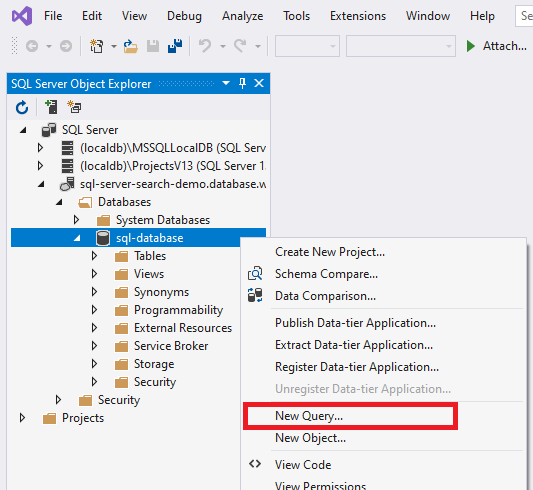 File Edit View Git Project Debug
Analyze Tools Extensions Window Help
Attach...
SQL Server Object Explorer
SQL Server
(localdb)\MSSQLLocalDB (SQL Server
(localdb)\ProjectsV13 (SQL Server 1
sql-server-search-demo.database.w
Databases
System Databases
sql-database
Tables
Views
Synonyms
Programmability
External Resources
Service Broker
Storage
Security
Security
Projects
Create New Project...
Schema Compare...
Data Comparison...
Publish Data-tier Application...
Extract Data-tier Application...
Register Data-tier Application...
Unregister Data-tier Application...
New Query...
New Object...
View Code
View Permissions